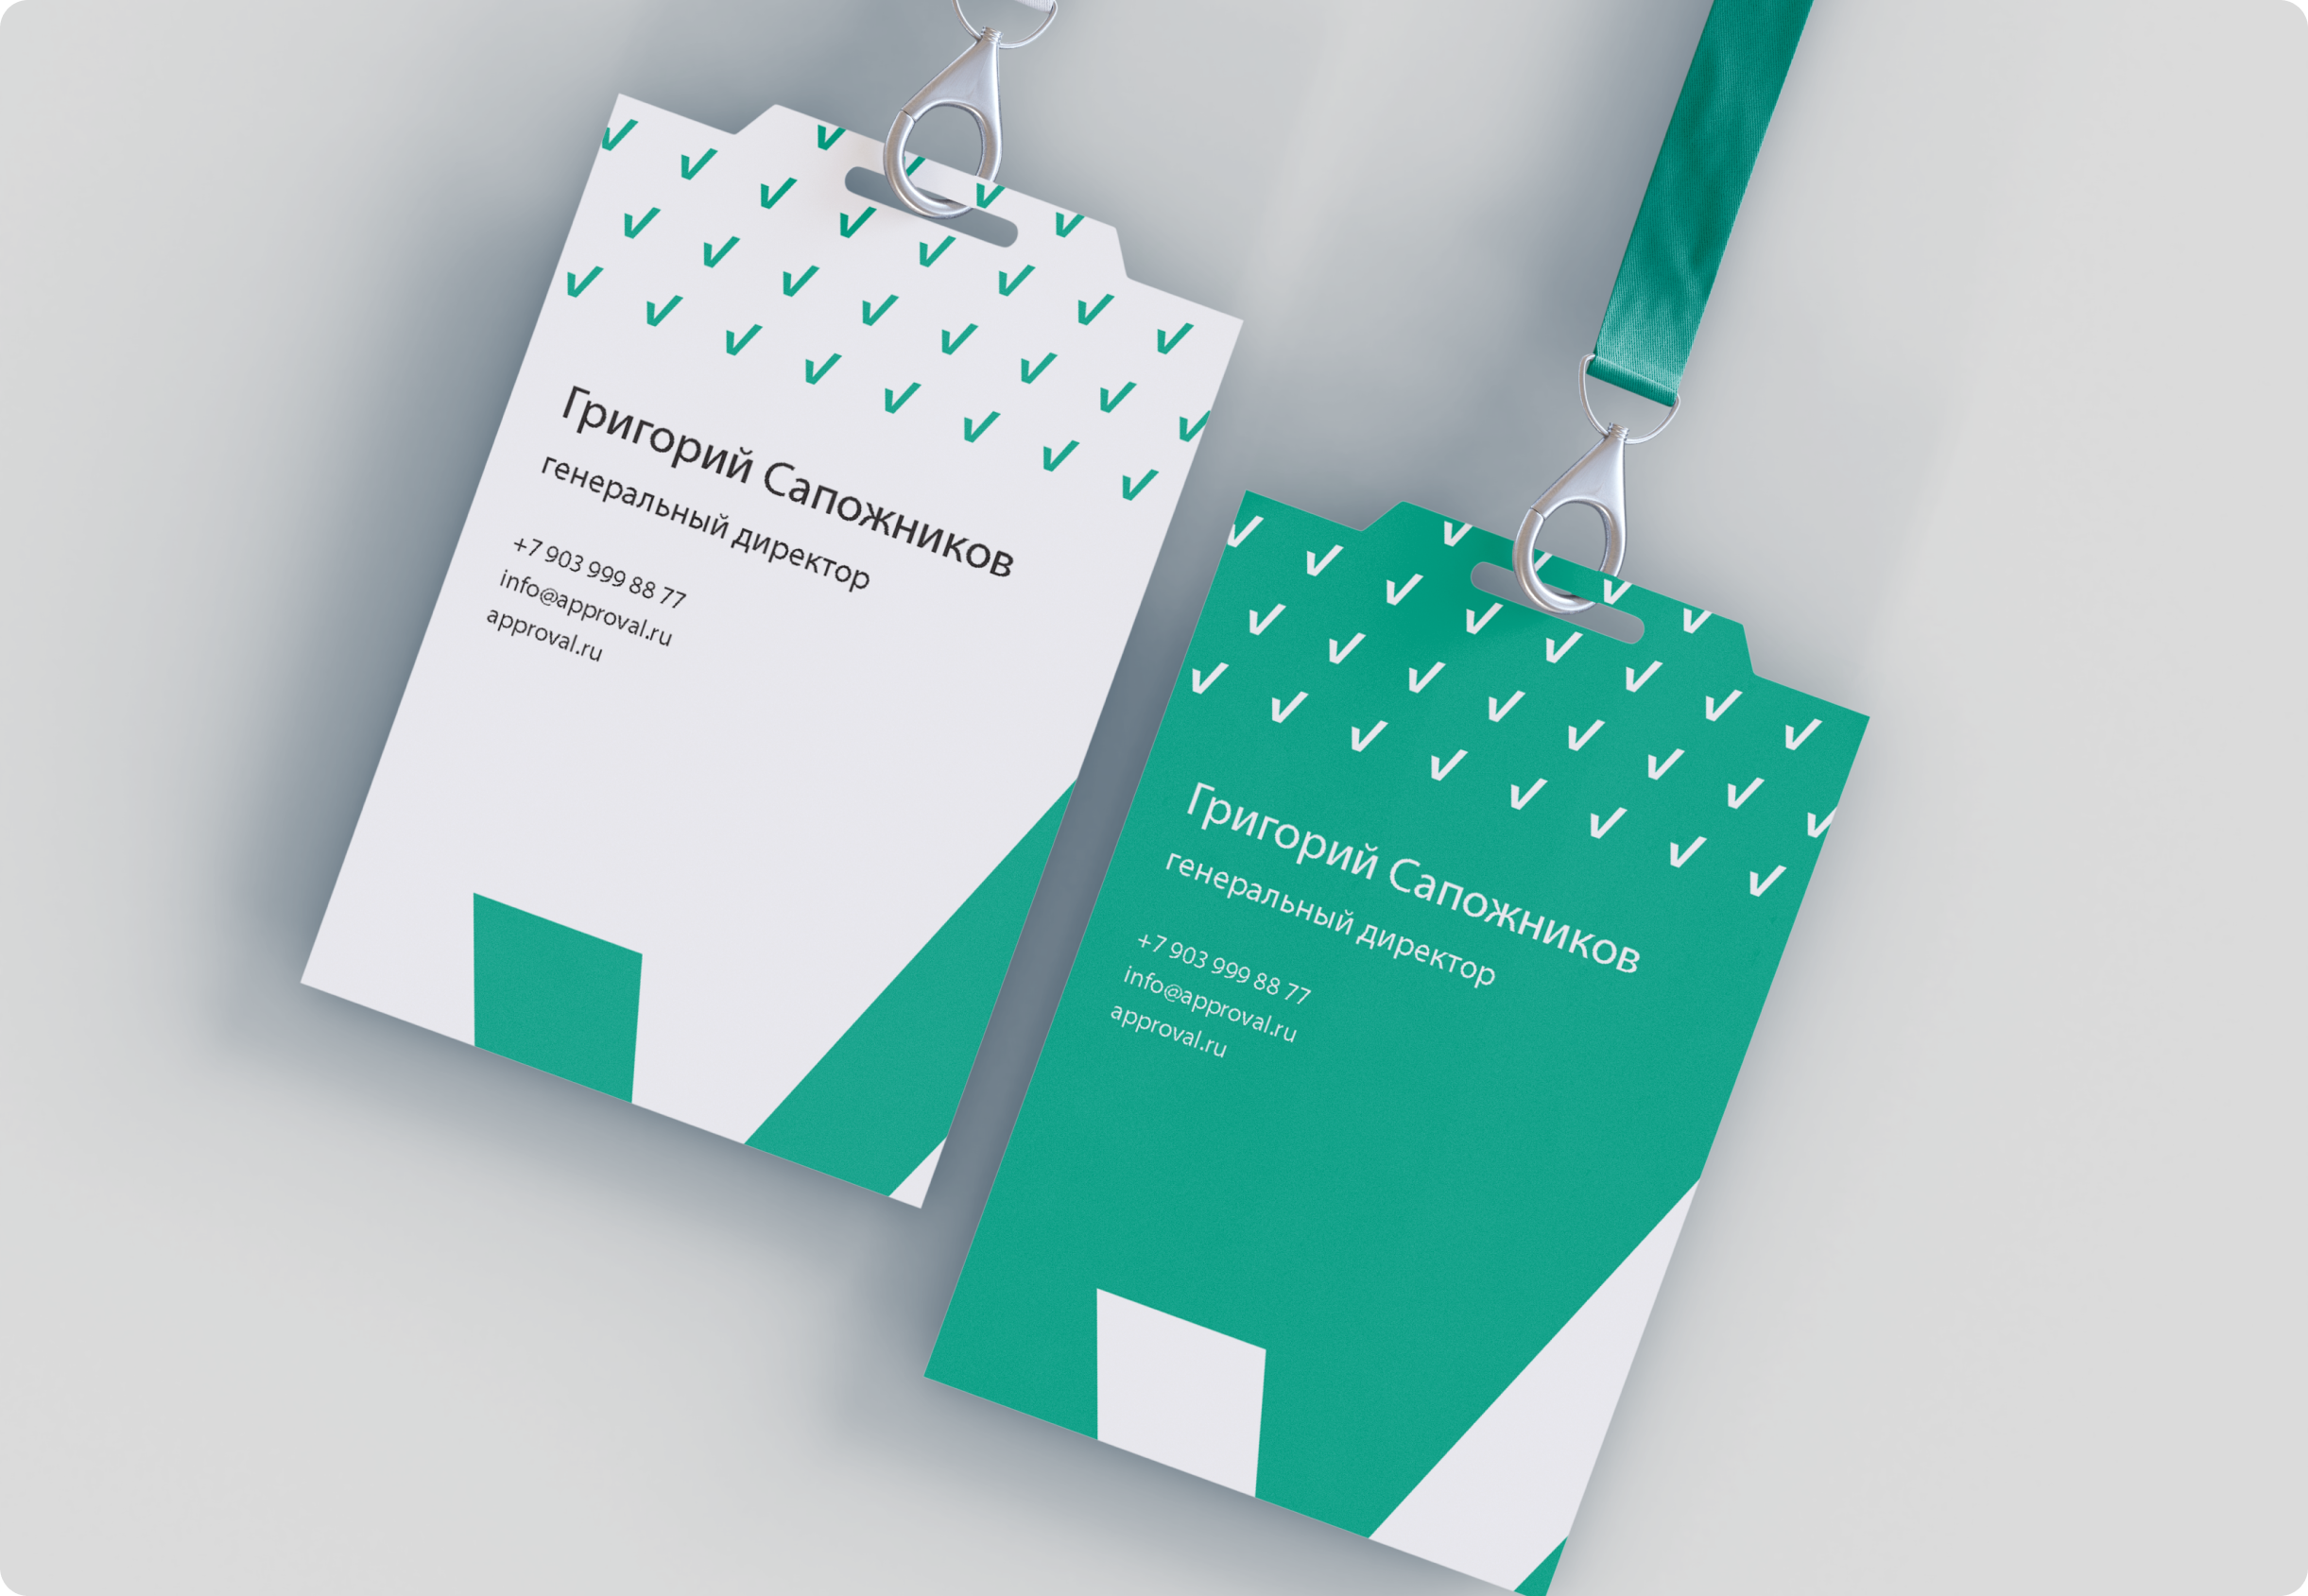 Григорий Сапожников
генеральный директор
+7 903 999 88 77
info@approval.ru
approval.ru
Григорий Сапожников
генеральный директор
+7 903 999 88 77
info@approval.ru
approval.ru